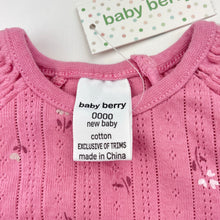 baby berry
baby berry
0000
new baby
cotton
EXCLUSIVE OF TRIMS
made in China